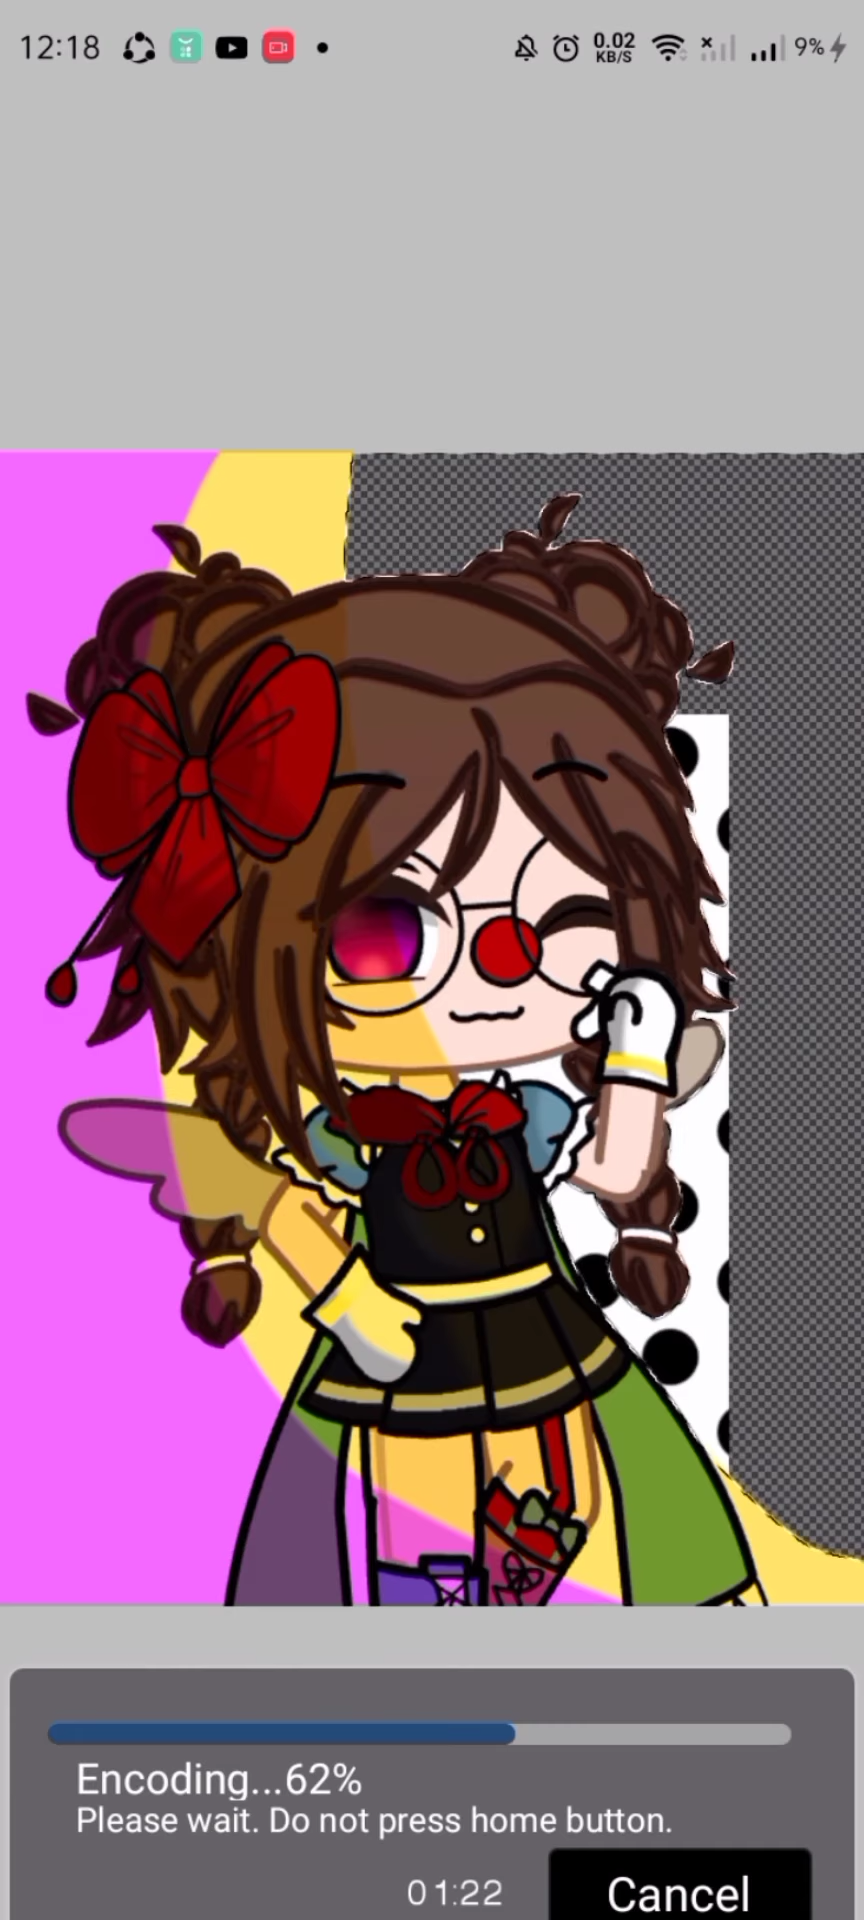 12:18
0.02
KB/S
9%
Encoding...62%
Please wait. Do not press home button.
01:22
Cancel